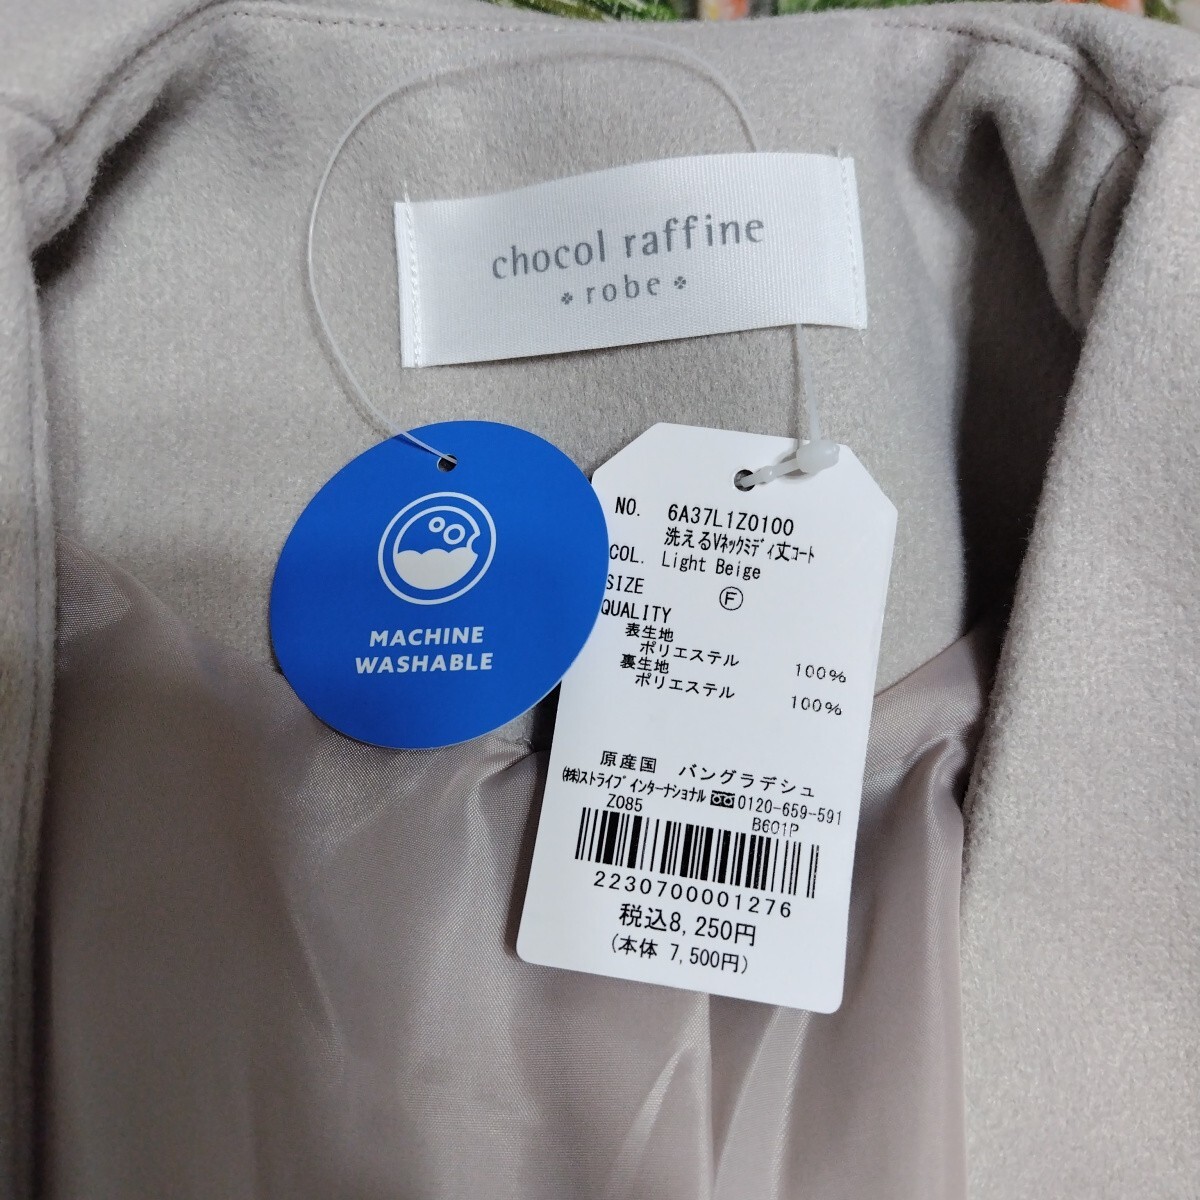 chocol raffine
robe
MACHINE
WASHABLE
NO. 6A37L1Z0100
洗えるVネックミディ丈コート
COL. Light Beige
SIZE F
QUALITY
表生地
ポリエステル 100%
裏生地
ポリエステル 100%
原産国 バングラデシュ
(株)ストライプインターナショナル 0120-659-591
Z085 B601P
2230700001276
税込8,250円
(本体 7,500円)